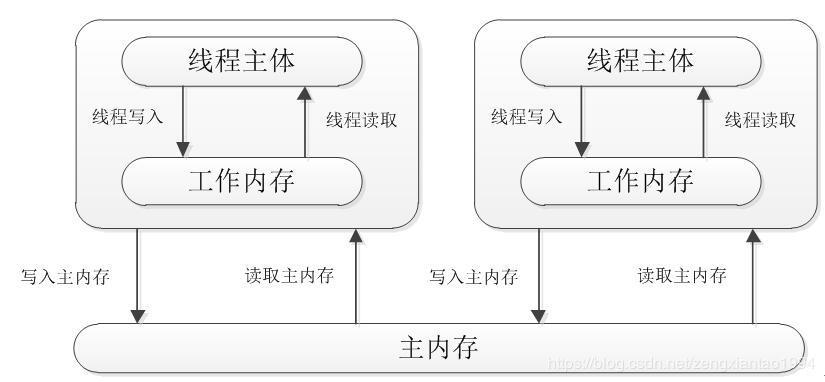 线程主体
线程主体
线程写入
线程读取
线程写入
线程读取
工作内存
工作内存
写入主内存
读取主内存
写入主内存
读取主内存
主内存
https://blog.csdn.net/zengxiantao1994